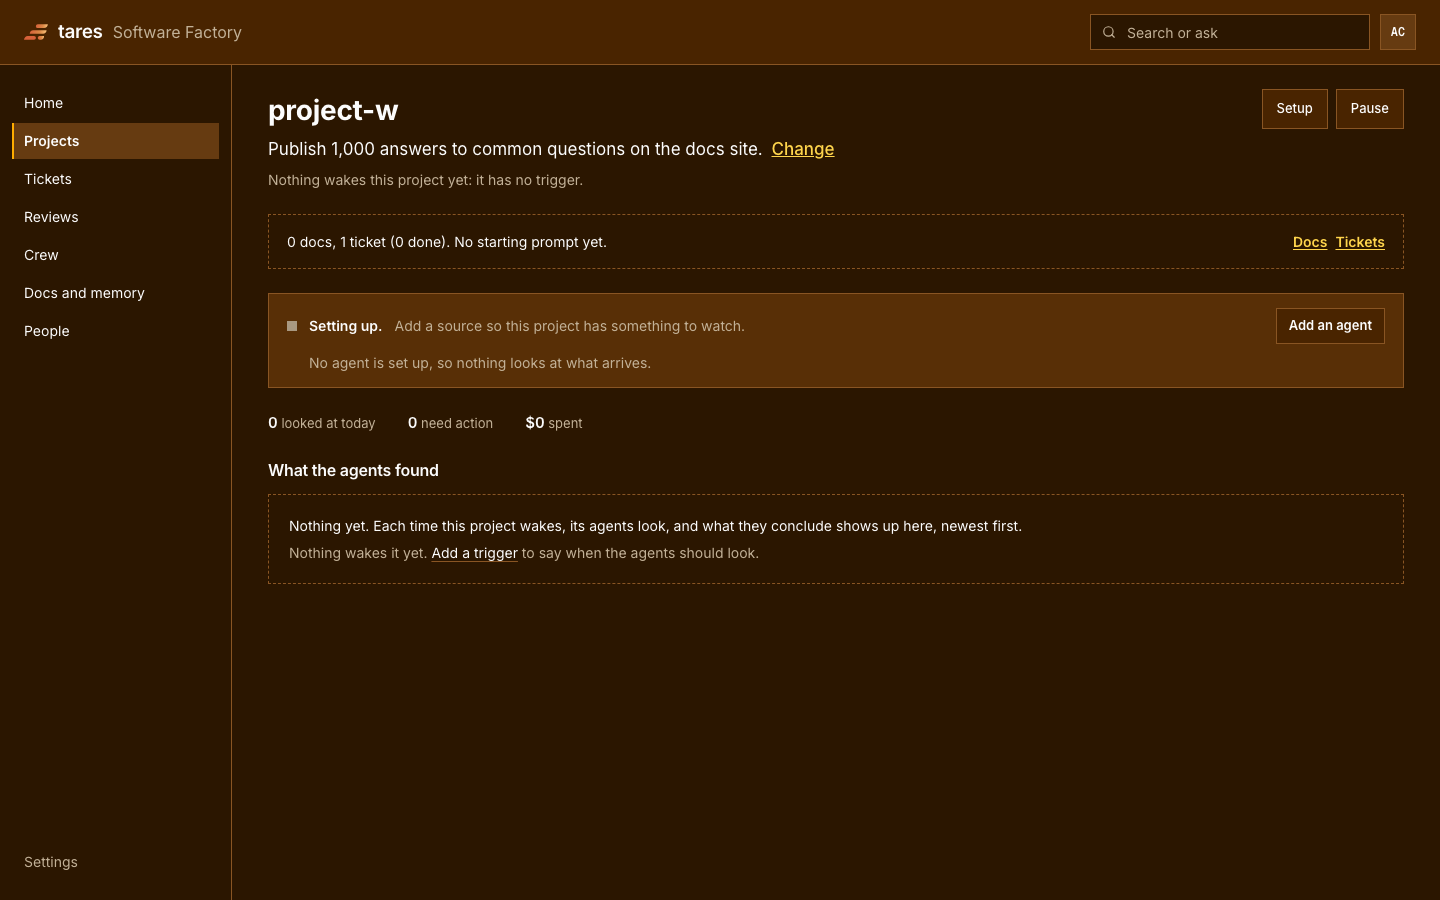 tares Software Factory
Search or ask
AC
Home
Projects
Tickets
Reviews
Crew
Docs and memory
People
Settings
project-w
Setup
Pause
Publish 1,000 answers to common questions on the docs site. Change
Nothing wakes this project yet: it has no trigger.
0 docs, 1 ticket (0 done). No starting prompt yet.
Docs Tickets
Setting up. Add a source so this project has something to watch.
Add an agent
No agent is set up, so nothing looks at what arrives.
0 looked at today 0 need action $0 spent
What the agents found
Nothing yet. Each time this project wakes, its agents look, and what they conclude shows up here, newest first.
Nothing wakes it yet. Add a trigger to say when the agents should look.